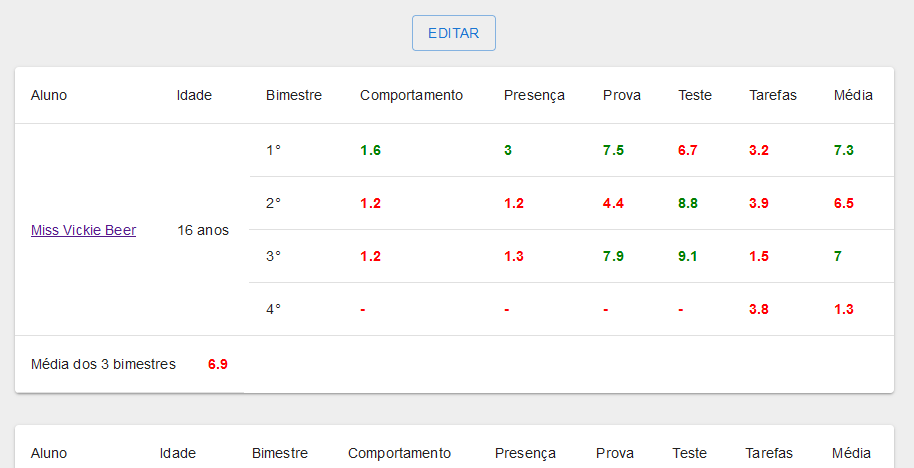 EDITAR
Aluno Idade Bimestre Comportamento Presença Prova Teste Tarefas Média
1° 1.6 3 7.5 6.7 3.2 7.3
2° 1.2 1.2 4.4 8.8 3.9 6.5
Miss Vickie Beer 16 anos
3° 1.2 1.3 7.9 9.1 1.5 7
4° - - - - 3.8 1.3
Média dos 3 bimestres 6.9
Aluno Idade Bimestre Comportamento Presença Prova Teste Tarefas Média